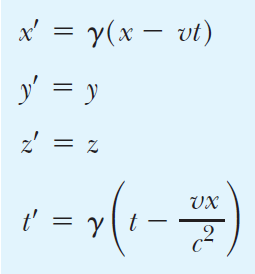 x′ = γ(x − vt)
y′ = y
z′ = z
t′ = γ(t − vx/c²)